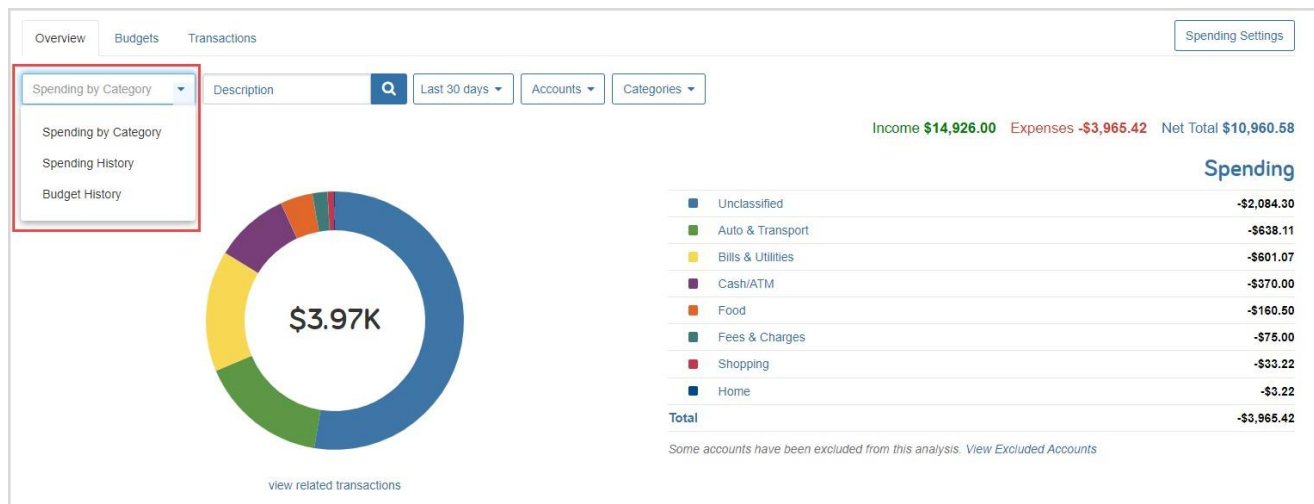 Overview Budgets Transactions Spending Settings
Spending by Category Description Last 30 days Accounts Categories
Spending by Category
Spending History
Budget History
Income $14,926.00 Expenses -$3,965.42 Net Total $10,960.58
Spending
Unclassified -$2,084.30
Auto & Transport -$638.11
Bills & Utilities -$601.07
Cash/ATM -$370.00
Food -$160.50
Fees & Charges -$75.00
Shopping -$33.22
Home -$3.22
Total -$3,965.42
Some accounts have been excluded from this analysis. View Excluded Accounts
$3.97K
view related transactions